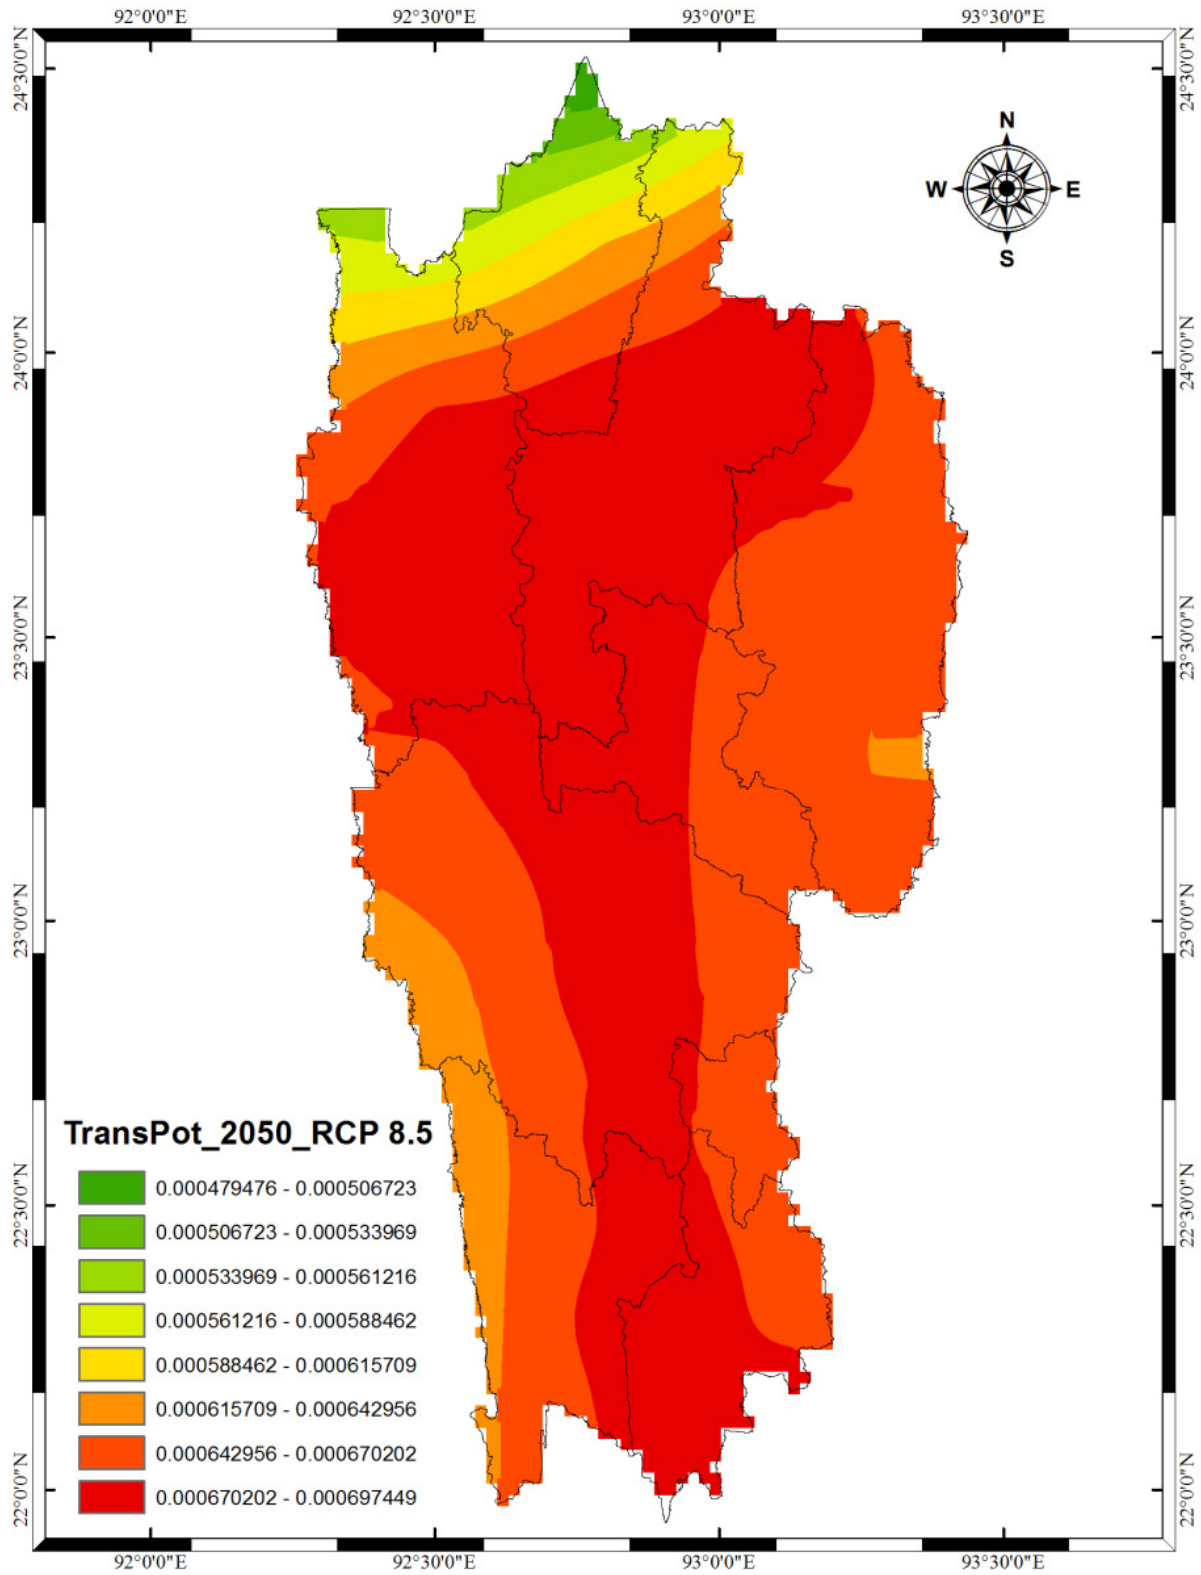 92°0'0"E 92°30'0"E 93°0'0"E 93°30'0"E
24°30'0"N 24°30'0"N
N
W E
S
24°0'0"N 24°0'0"N
23°30'0"N 23°30'0"N
23°0'0"N 23°0'0"N
TransPot_2050_RCP 8.5
0.000479476 - 0.000506723
22°30'0"N 22°30'0"N
0.000506723 - 0.000533969
0.000533969 - 0.000561216
0.000561216 - 0.000588462
0.000588462 - 0.000615709
0.000615709 - 0.000642956
0.000642956 - 0.000670202
0.000670202 - 0.000697449
22°0'0"N 22°0'0"N
92°0'0"E 92°30'0"E 93°0'0"E 93°30'0"E